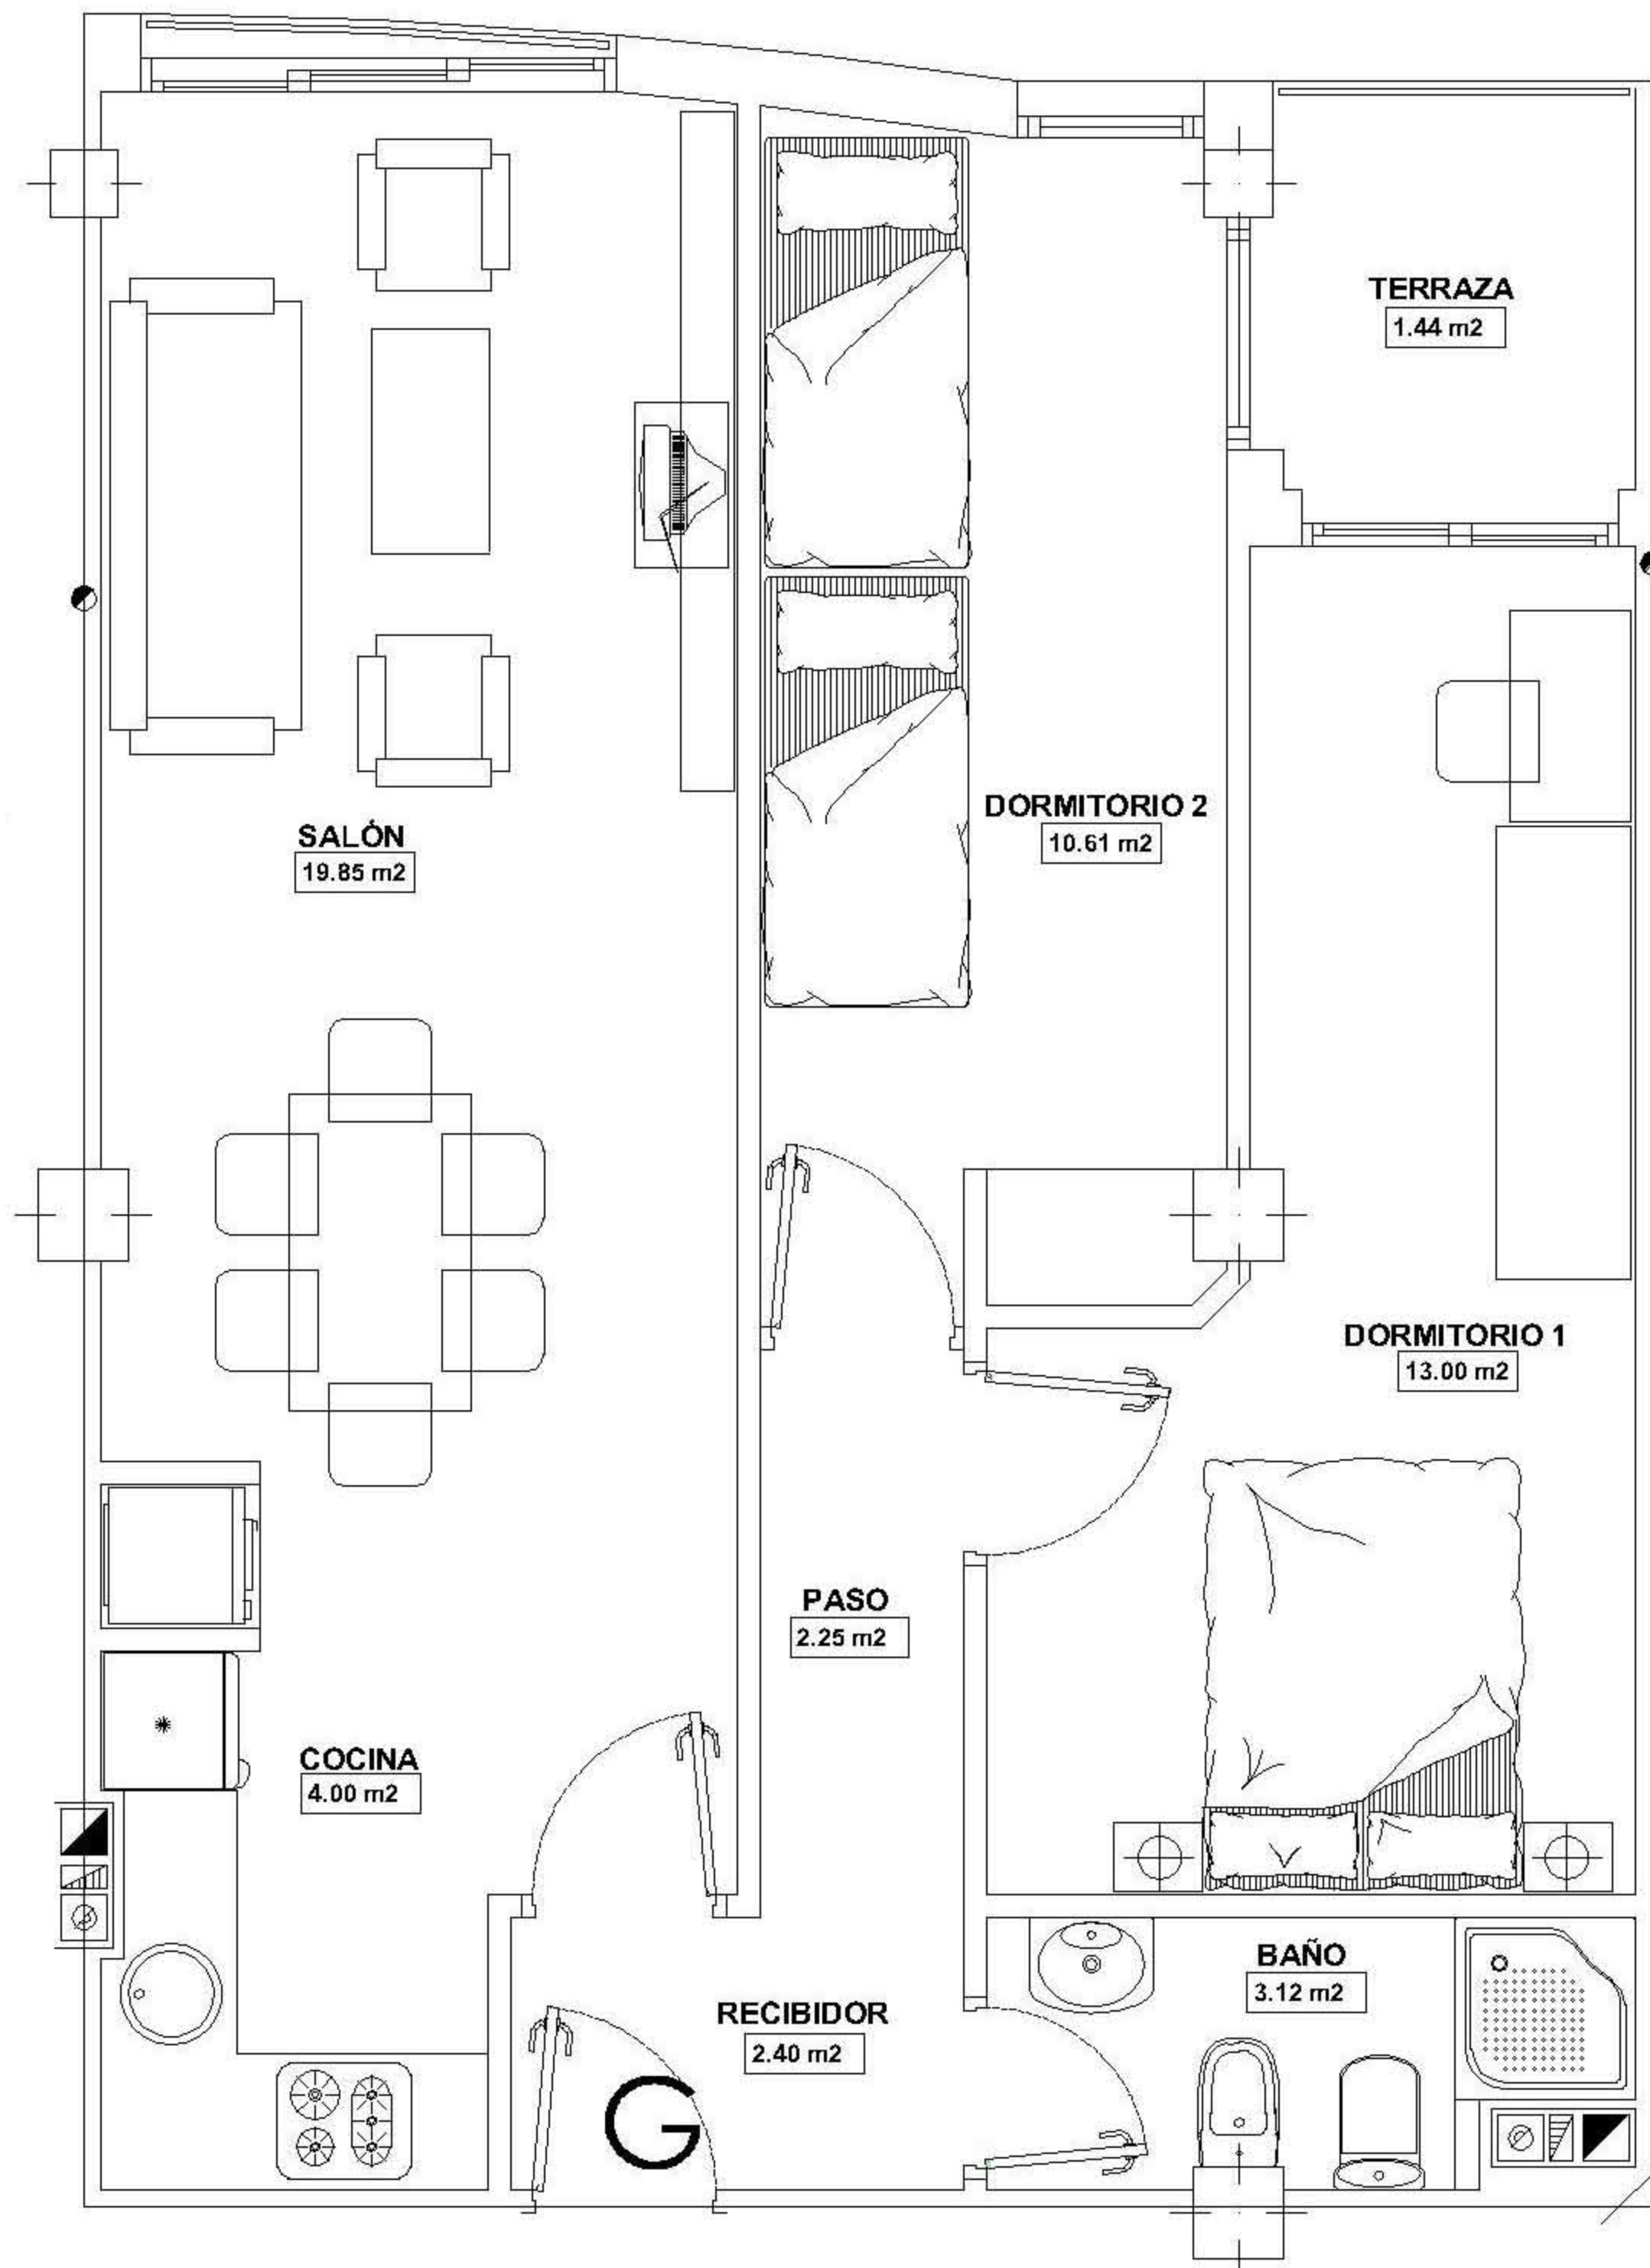 TERRAZA
1.44 m2
DORMITORIO 2
10.61 m2
SALÓN
19.85 m2
DORMITORIO 1
13.00 m2
PASO
2.25 m2
COCINA
4.00 m2
BAÑO
3.12 m2
RECIBIDOR
2.40 m2
G